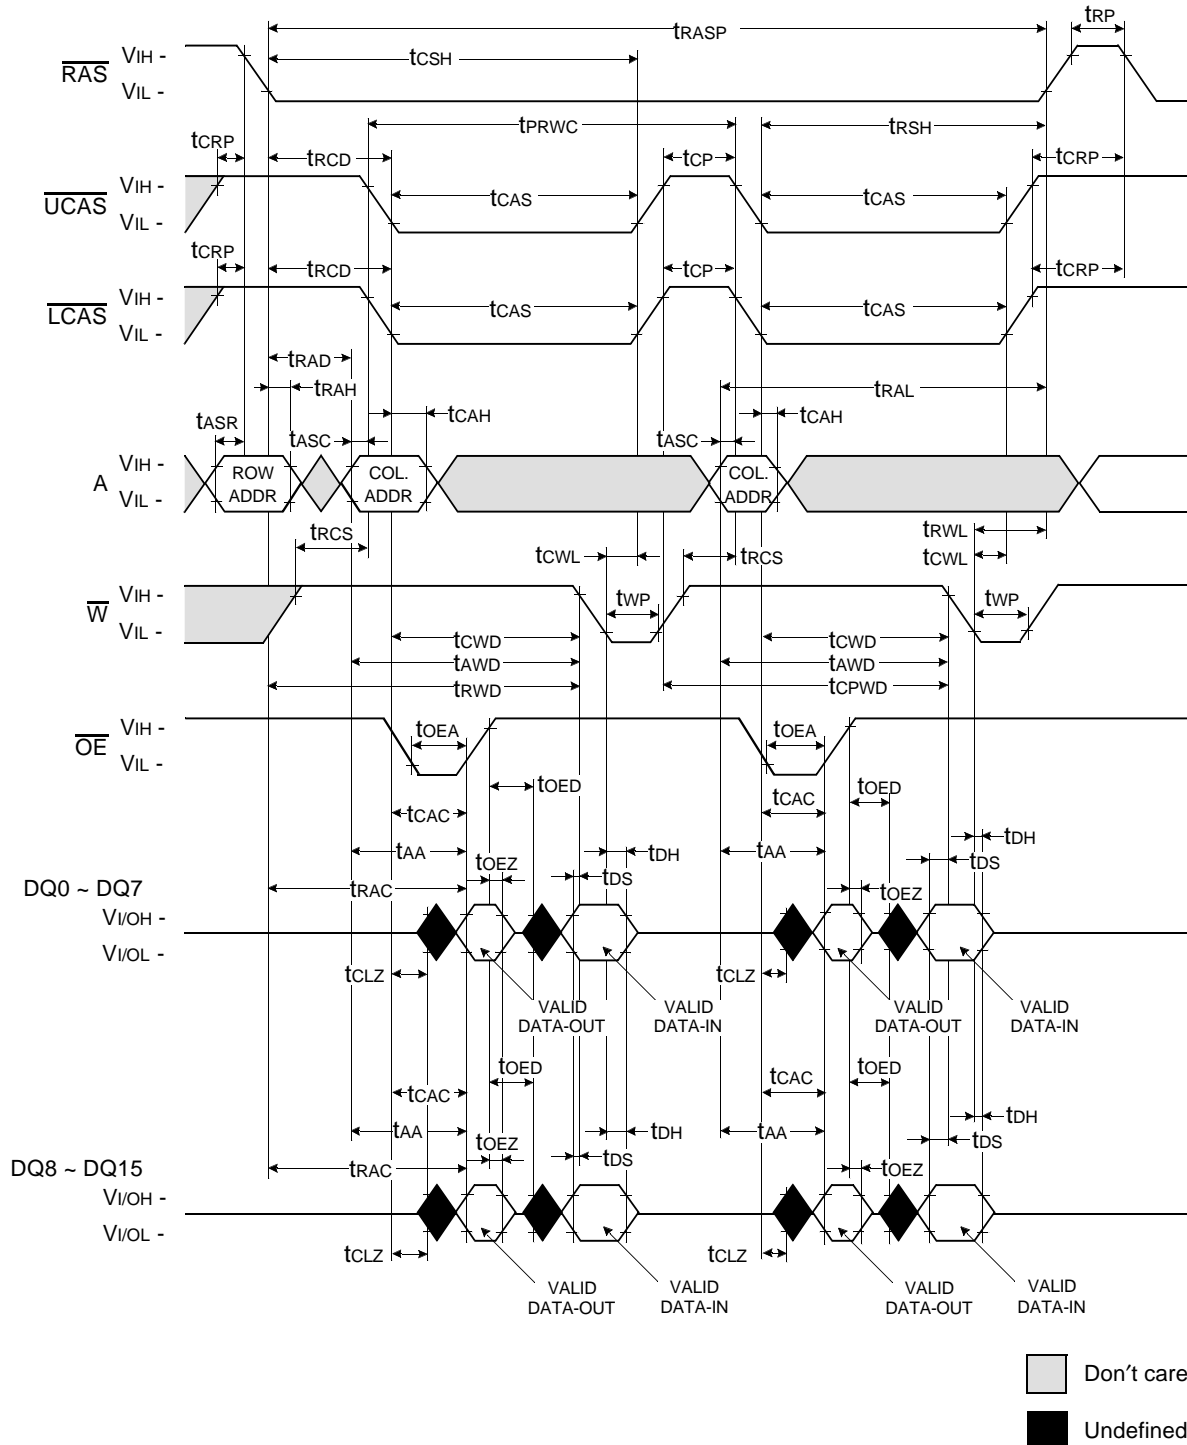 tRP
tRASP
tCSH
RAS
VIH -
VIL -
tPRWC
tRSH
tCRP
tRCD
tCP
tCRP
UCAS
VIH -
VIL -
tCAS
tCAS
tCRP
tRCD
tCP
tCRP
LCAS
VIH -
VIL -
tCAS
tCAS
tRAD
tRAH
tRAL
tASR
tASC
tCAH
tASC
tCAH
A
VIH -
VIL -
ROW
ADDR
COL.
ADDR
COL.
ADDR
tRCS
tCWL
tRCS
tRWL
tCWL
W
VIH -
VIL -
tWP
tWP
tCWD
tCWD
tAWD
tAWD
tRWD
tCPWD
OE
VIH -
VIL -
tOEA
tOEA
tOED
tOED
tCAC
tCAC
tAA
tOEZ
tDH
tAA
tDH
tDS
tDS
DQ0 ~ DQ7
tRAC
tOEZ
VI/OH -
VI/OL -
tCLZ
tCLZ
VALID
DATA-OUT
VALID
DATA-IN
VALID
DATA-OUT
VALID
DATA-IN
tOED
tOED
tCAC
tCAC
tAA
tOEZ
tDH
tAA
tDH
tDS
tDS
DQ8 ~ DQ15
tRAC
tOEZ
VI/OH -
VI/OL -
tCLZ
tCLZ
VALID
DATA-OUT
VALID
DATA-IN
VALID
DATA-OUT
VALID
DATA-IN
Don′t care
Undefined